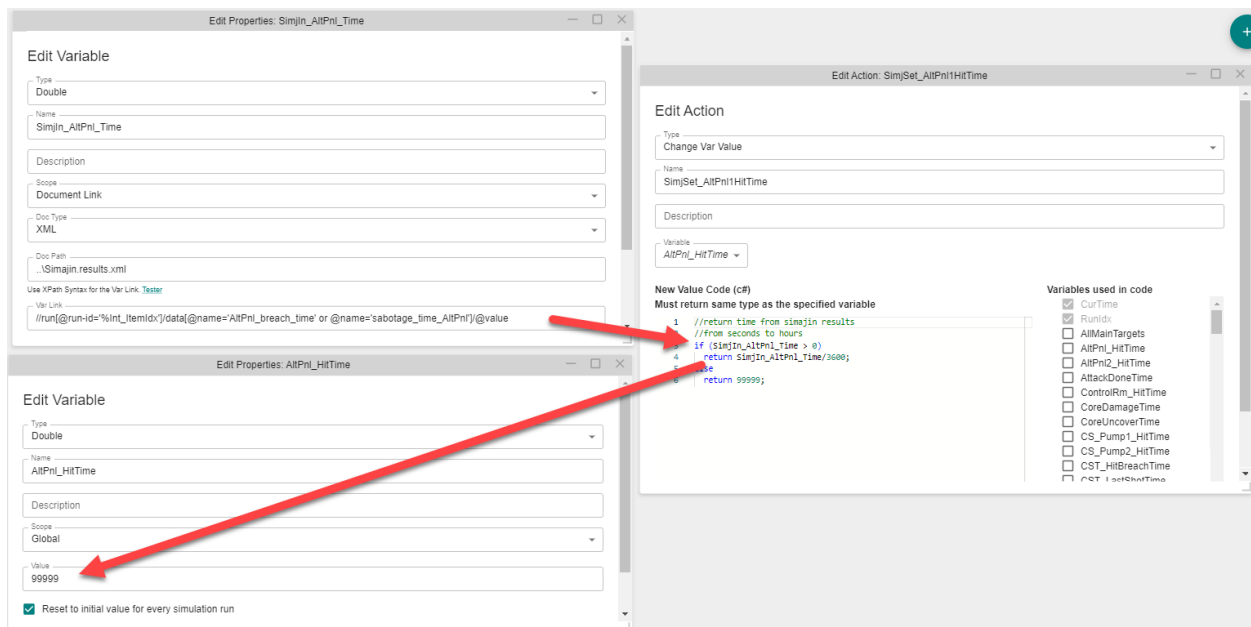 Edit Properties: SimjIn_AltPnl_Time
Edit Variable
Type
Double
Name
SimjIn_AltPnl_Time
Description
Scope
Document Link
Doc Type
XML
Doc Path
..\Simajin.results.xml
Use XPath Syntax for the Var Link. Tester
Var Link
//run[@run-id='%Int_ItemIdx']/data[@name='AltPnl_breach_time' or @name='sabotage_time_AltPnl']/@value
Edit Properties: AltPnl_HitTime
Edit Variable
Type
Double
Name
AltPnl_HitTime
Description
Scope
Global
Value
99999
Reset to initial value for every simulation run
+
Edit Action: SimjSet_AltPnl1HitTime
Edit Action
Type
Change Var Value
Name
SimjSet_AltPnl1HitTime
Description
Variable
AltPnl_HitTime
New Value Code (c#)
Must return same type as the specified variable
1 //return time from simajin results
2 //from seconds to hours
if (SimjIn_AltPnl_Time > 0)
4 return SimjIn_AltPnl_Time/3600;
6 return 99999;
Variables used in code
CurTime
RunIdx
AllMainTargets
AltPnl_HitTime
AltPnl2_HitTime
AttackDoneTime
ControlRm_HitTime
CoreDamageTime
CoreUncoverTime
CS_Pump1_HitTime
CS_Pump2_HitTime
CST_HitBreachTime
CST_LastShotTime